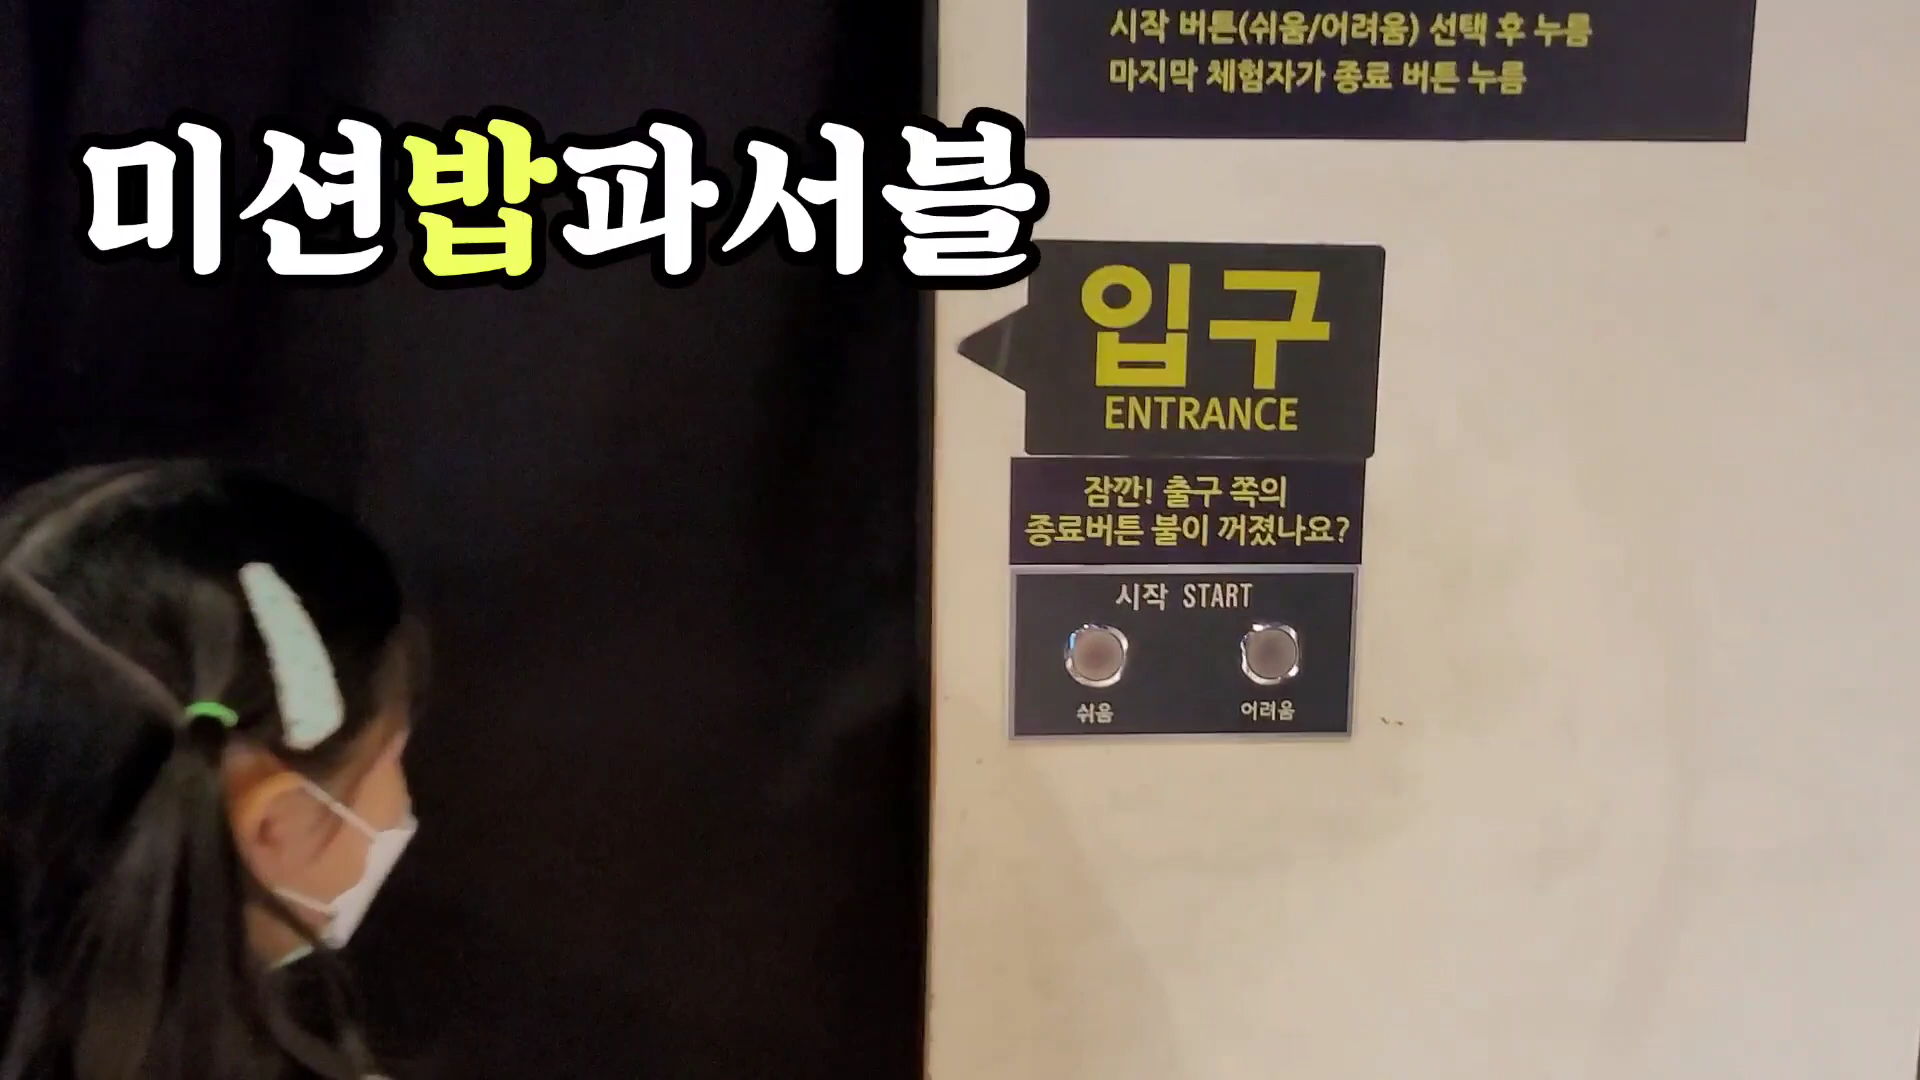 시작 버튼(쉬움/어려움) 선택 후 누름
마지막 체험자가 종료 버튼 누름
미션밥파서블
입구
ENTRANCE
잠깐! 출구 쪽의
종료버튼 불이 꺼졌나요?
시작 START
쉬움 어려움